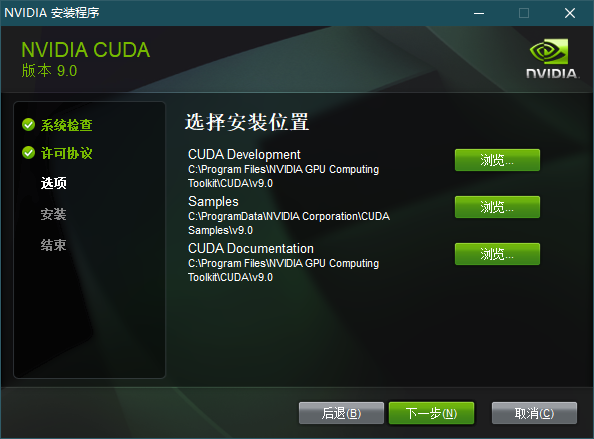 NVIDIA 安装程序
NVIDIA CUDA
版本 9.0
NVIDIA.
系统检查
许可协议
选项
安装
结束
选择安装位置
CUDA Development
C:\Program Files\NVIDIA GPU Computing
Toolkit\CUDA\v9.0
浏览...
Samples
C:\ProgramData\NVIDIA Corporation\CUDA
Samples\v9.0
浏览...
CUDA Documentation
C:\Program Files\NVIDIA GPU Computing
Toolkit\CUDA\v9.0
浏览...
后退(B)
下一步(N)
取消(C)